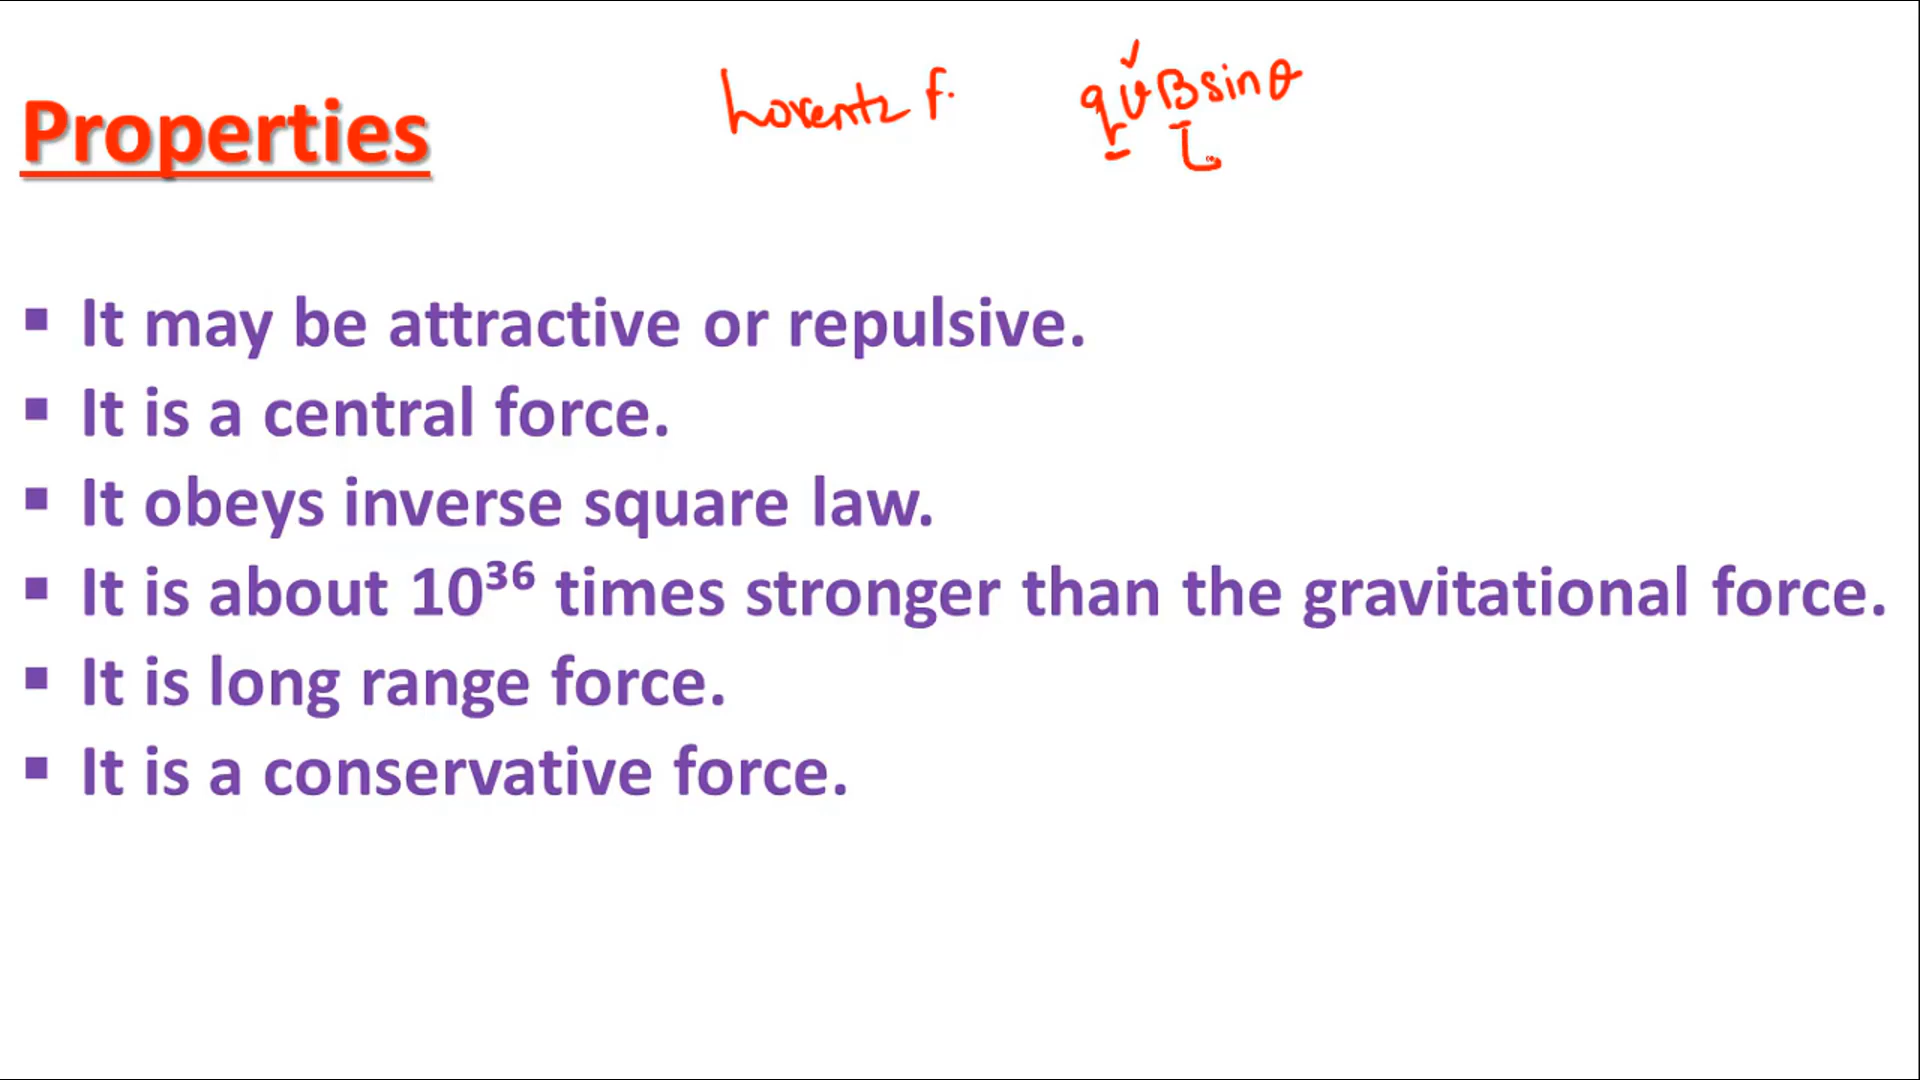 Lorentz f. qvBsinθ
Properties
▪ It may be attractive or repulsive.
▪ It is a central force.
▪ It obeys inverse square law.
▪ It is about 10³⁶ times stronger than the gravitational force.
▪ It is long range force.
▪ It is a conservative force.